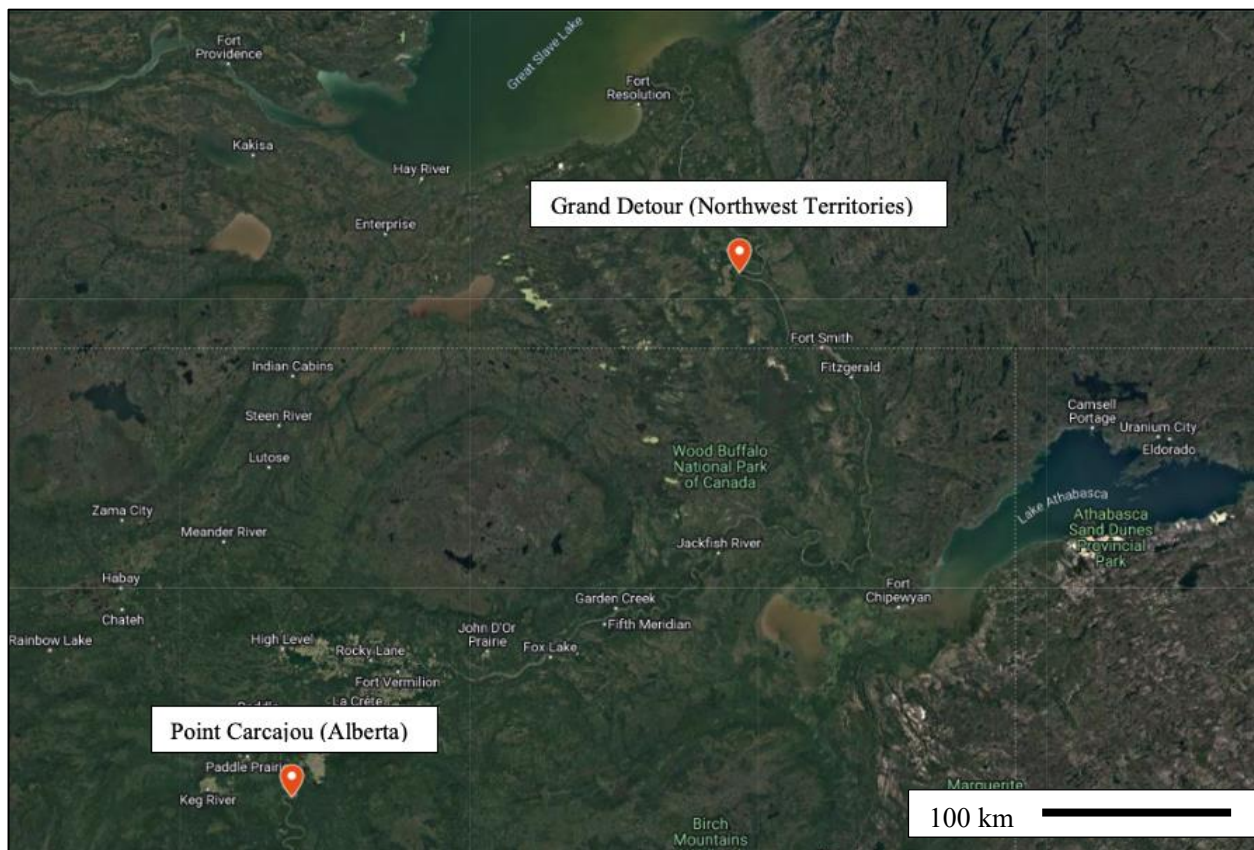 Fort
Providence
Great Slave Lake
Fort
Resolution
Kakisa
Hay River
Grand Detour (Northwest Territories)
Enterprise
Fort Smith
Indian Cabins
Fitzgerald
Camsell
Portage
Steen River
Uranium City
Eldorado
Lutose
Wood Buffalo
National Park
of Canada
Lake Athabasca
Zama City
Athabasca
Sand Dunes
Provincial
Park
Meander River
Jackfish River
Habay
Fort
Chipewyan
Chateh
Garden Creek
Fifth Meridian
Rainbow Lake
High Level
John D'Or
Prairie
Rocky Lane
Fox Lake
Fort Vermilion
La Crête
Point Carcajou (Alberta)
Paddle Prairie
Keg River
Marguerite
100 km
Birch
Mountains